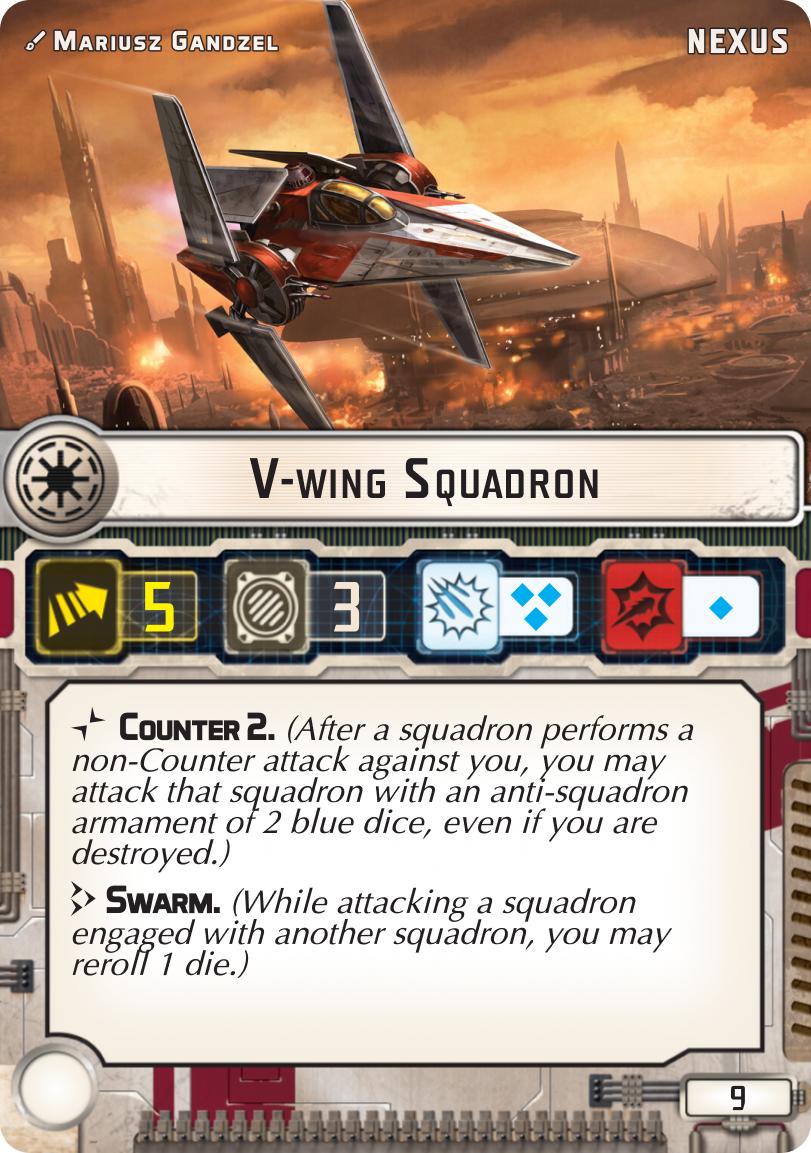 Mariusz Gandzel
NEXUS
V-wing Squadron
5
3
Counter 2. (After a squadron performs a
non-Counter attack against you, you may
attack that squadron with an anti-squadron
armament of 2 blue dice, even if you are
destroyed.)
Swarm. (While attacking a squadron
engaged with another squadron, you may
reroll 1 die.)
9